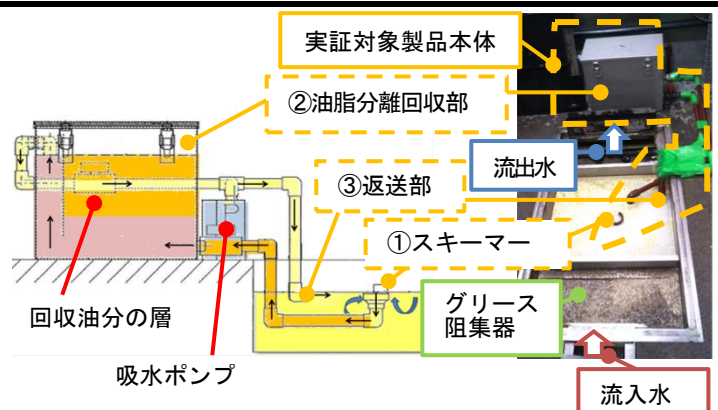 実証対象製品本体
②油脂分離回収部
流出水
③返送部
①スキーマー
グリース
阻集器
回収油分の層
吸水ポンプ
流入水